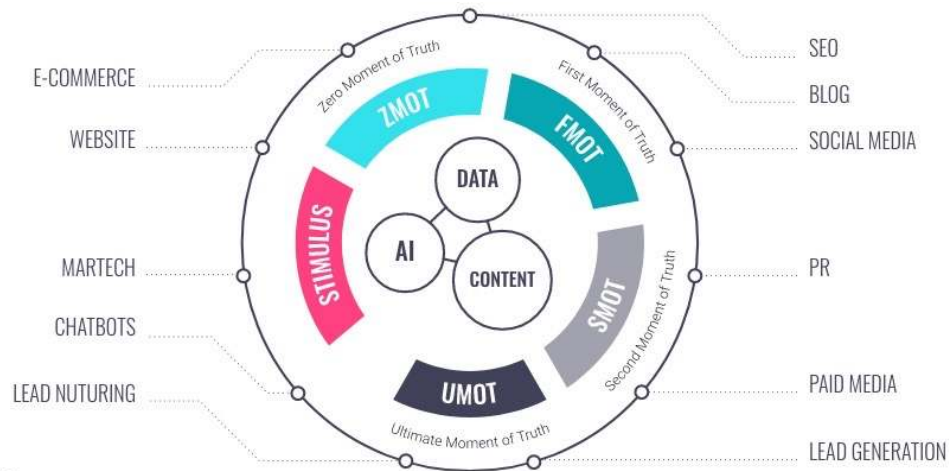 SEO
E-COMMERCE
BLOG
WEBSITE
SOCIAL MEDIA
MARTECH
PR
CHATBOTS
LEAD NUTURING
PAID MEDIA
LEAD GENERATION
Zero Moment of Truth
First Moment of Truth
Second Moment of Truth
Ultimate Moment of Truth
ZMOT
FMOT
SMOT
UMOT
STIMULUS
DATA
AI
CONTENT